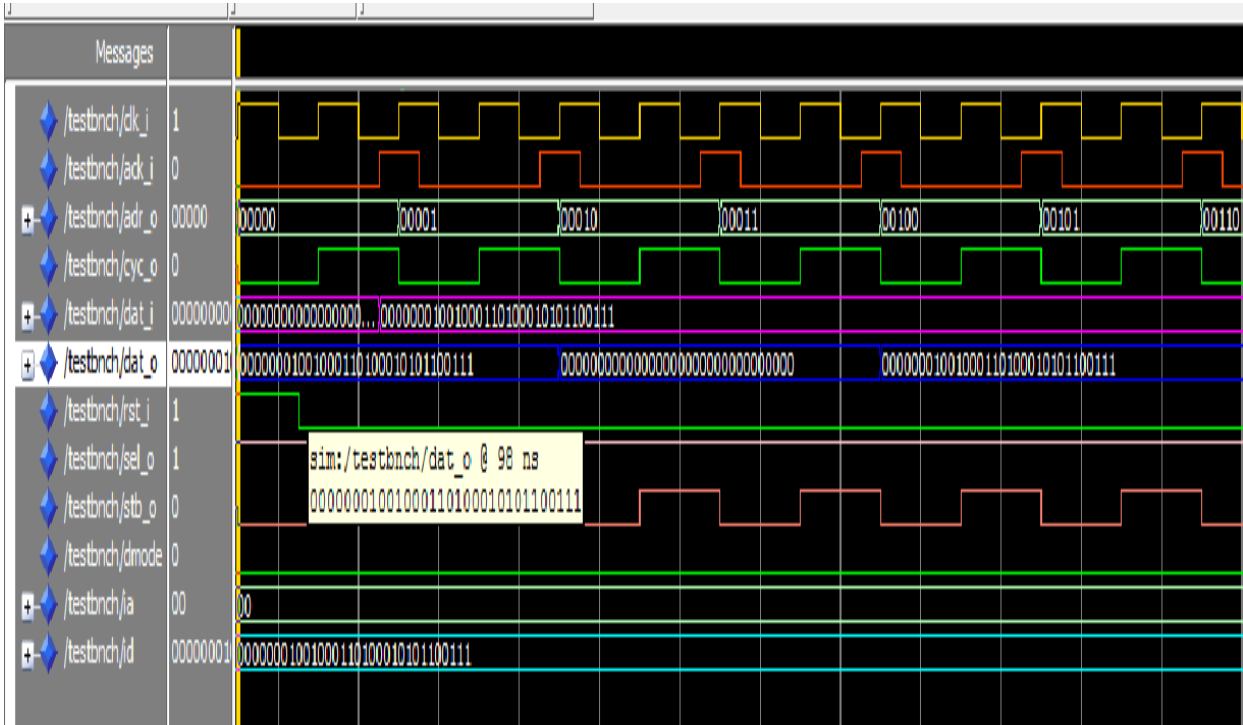 Messages
/testbnch/clk_i 1
/testbnch/ack_i 0
/testbnch/adr_o 00000 00000 00001 00010 00011 00100 00101 00110
/testbnch/cyc_o 0
/testbnch/dat_i 00000000 00000000000000000... 00000001001000110100010101100111
/testbnch/dat_o 00000001 00000001001000110100010101100111 00000000000000000000000000000000 00000001001000110100010101100111
/testbnch/rst_i 1
/testbnch/sel_o 1
sim:/testbnch/dat_o @ 98 ns
00000001001000110100010101100111
/testbnch/stb_o 0
/testbnch/dmode 0
/testbnch/ia 00 00
/testbnch/id 00000001 00000001001000110100010101100111